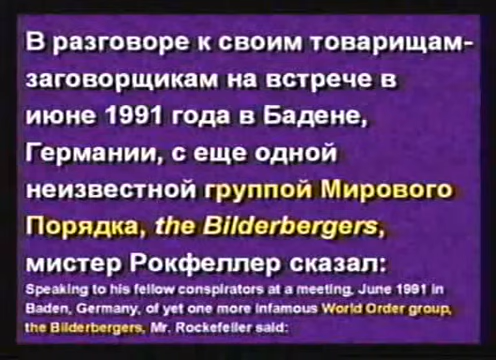 В разговоре к своим товарищам-
заговорщикам на встрече в
июне 1991 года в Бадене,
Германии, с еще одной
неизвестной группой Мирового
Порядка, the Bilderbergers,
мистер Рокфеллер сказал:
Speaking to his fellow conspirators at a meeting, June 1991 in
Baden, Germany, of yet one more infamous World Order group,
the Bilderbergers, Mr. Rockefeller said: